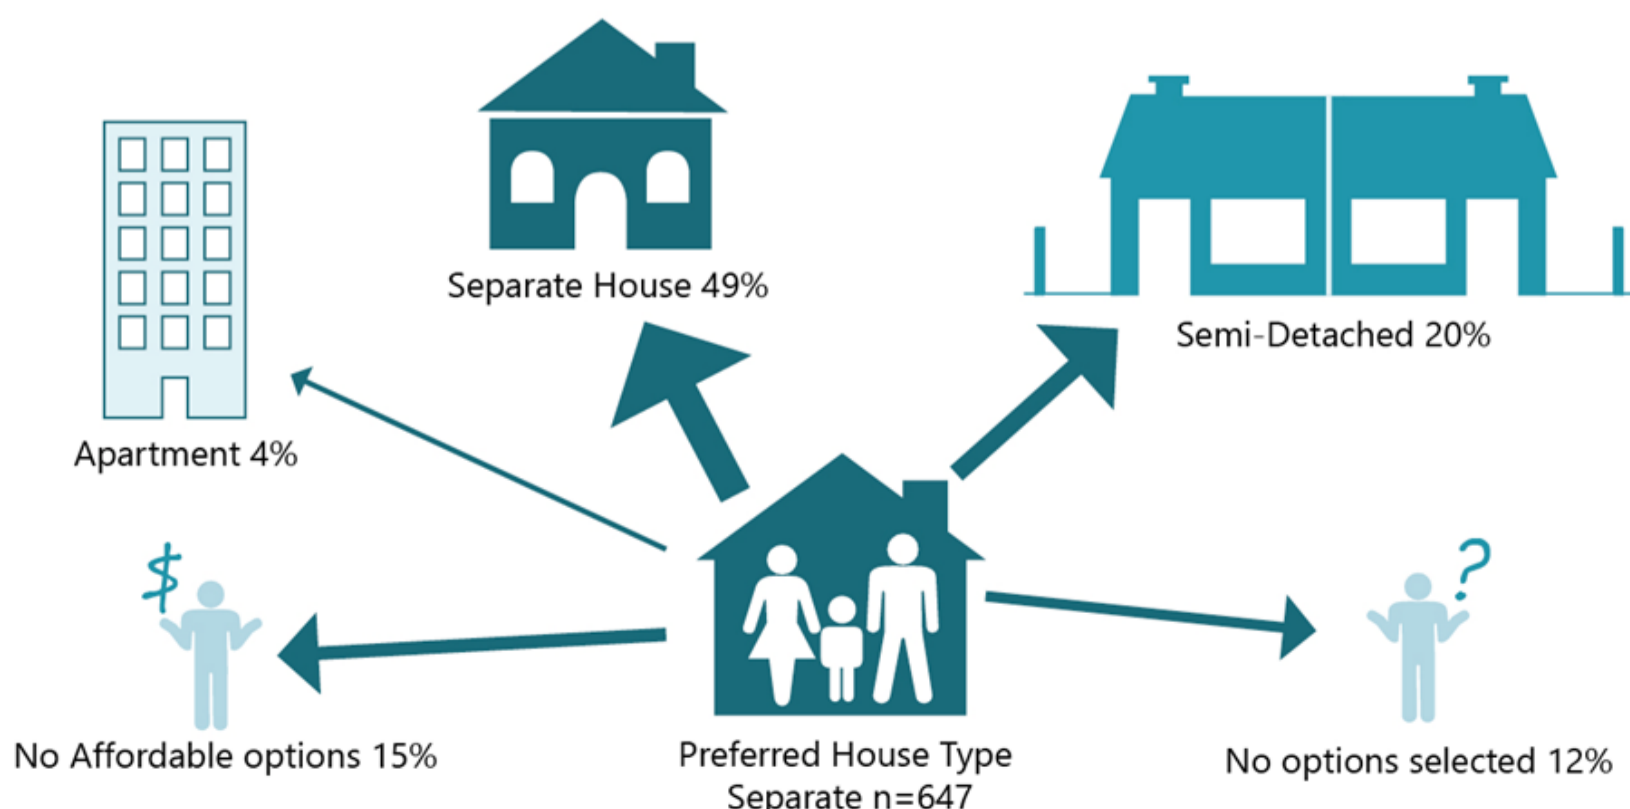 Separate House 49%
Semi-Detached 20%
Apartment 4%
$
?
No Affordable options 15%
Preferred House Type
Separate n=647
No options selected 12%